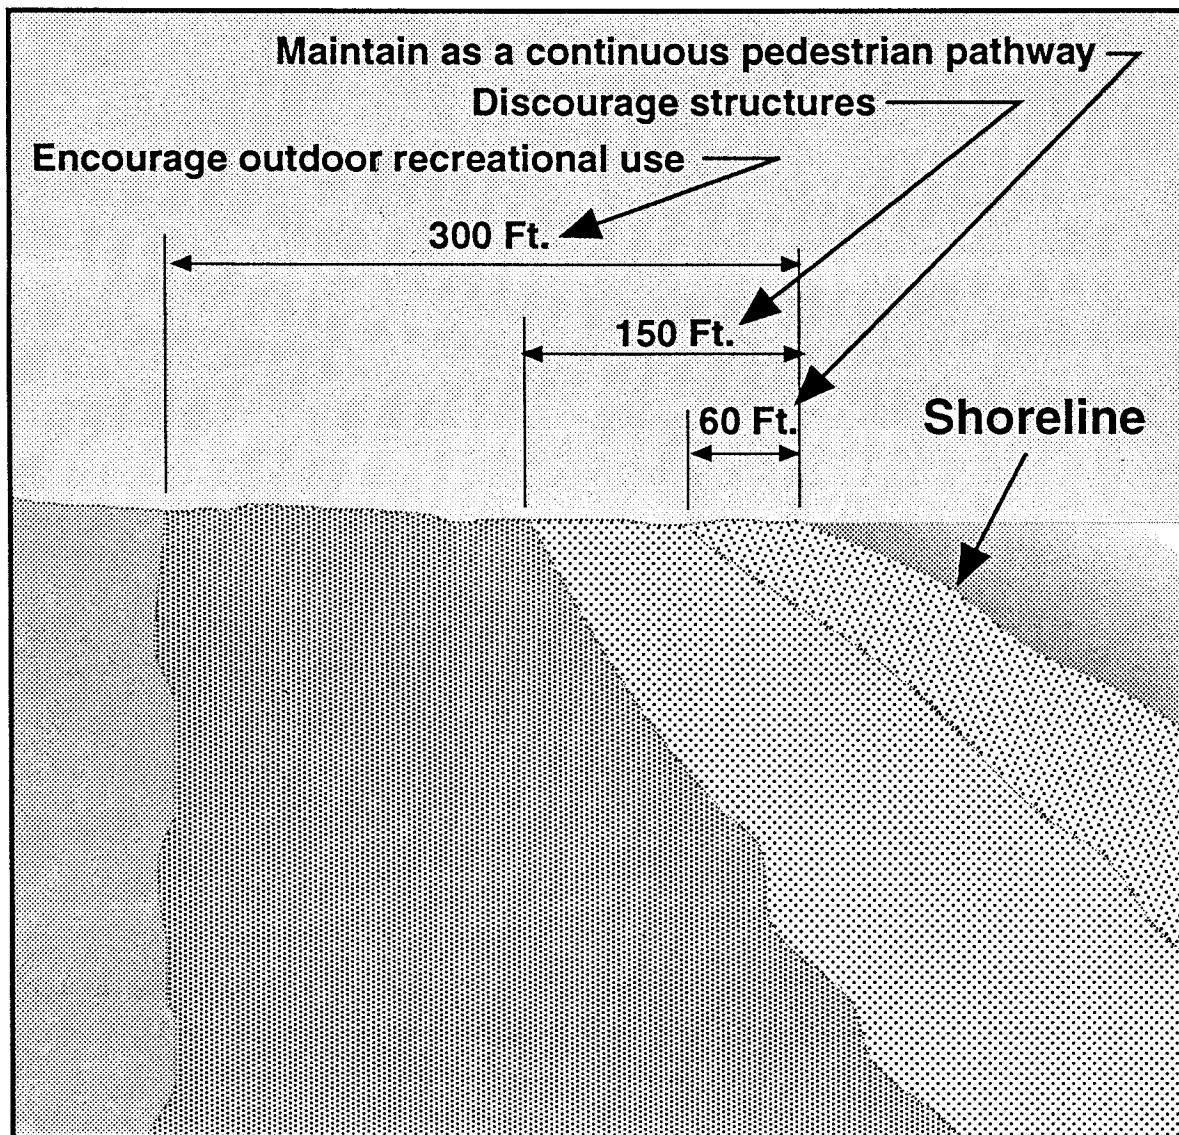 Maintain as a continuous pedestrian pathway
Discourage structures
Encourage outdoor recreational use
300 Ft.
150 Ft.
60 Ft.
Shoreline